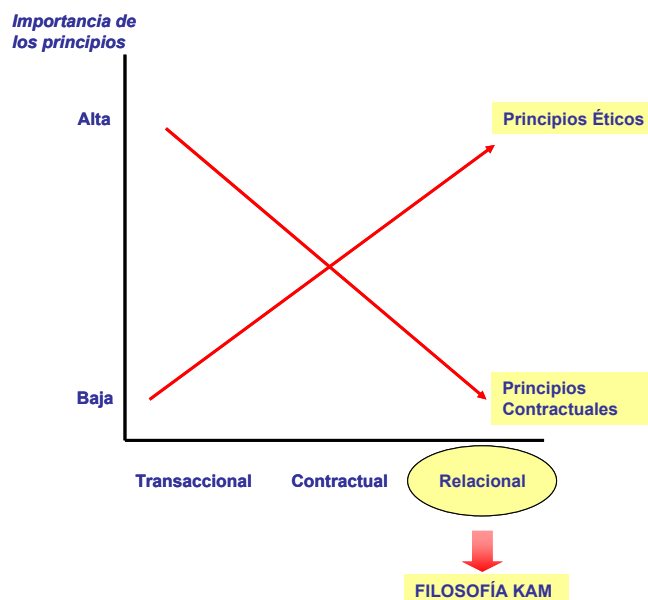 Importancia de
los principios
Alta
Principios Éticos
Baja
Principios
Contractuales
Transaccional
Contractual
Relacional
FILOSOFÍA KAM